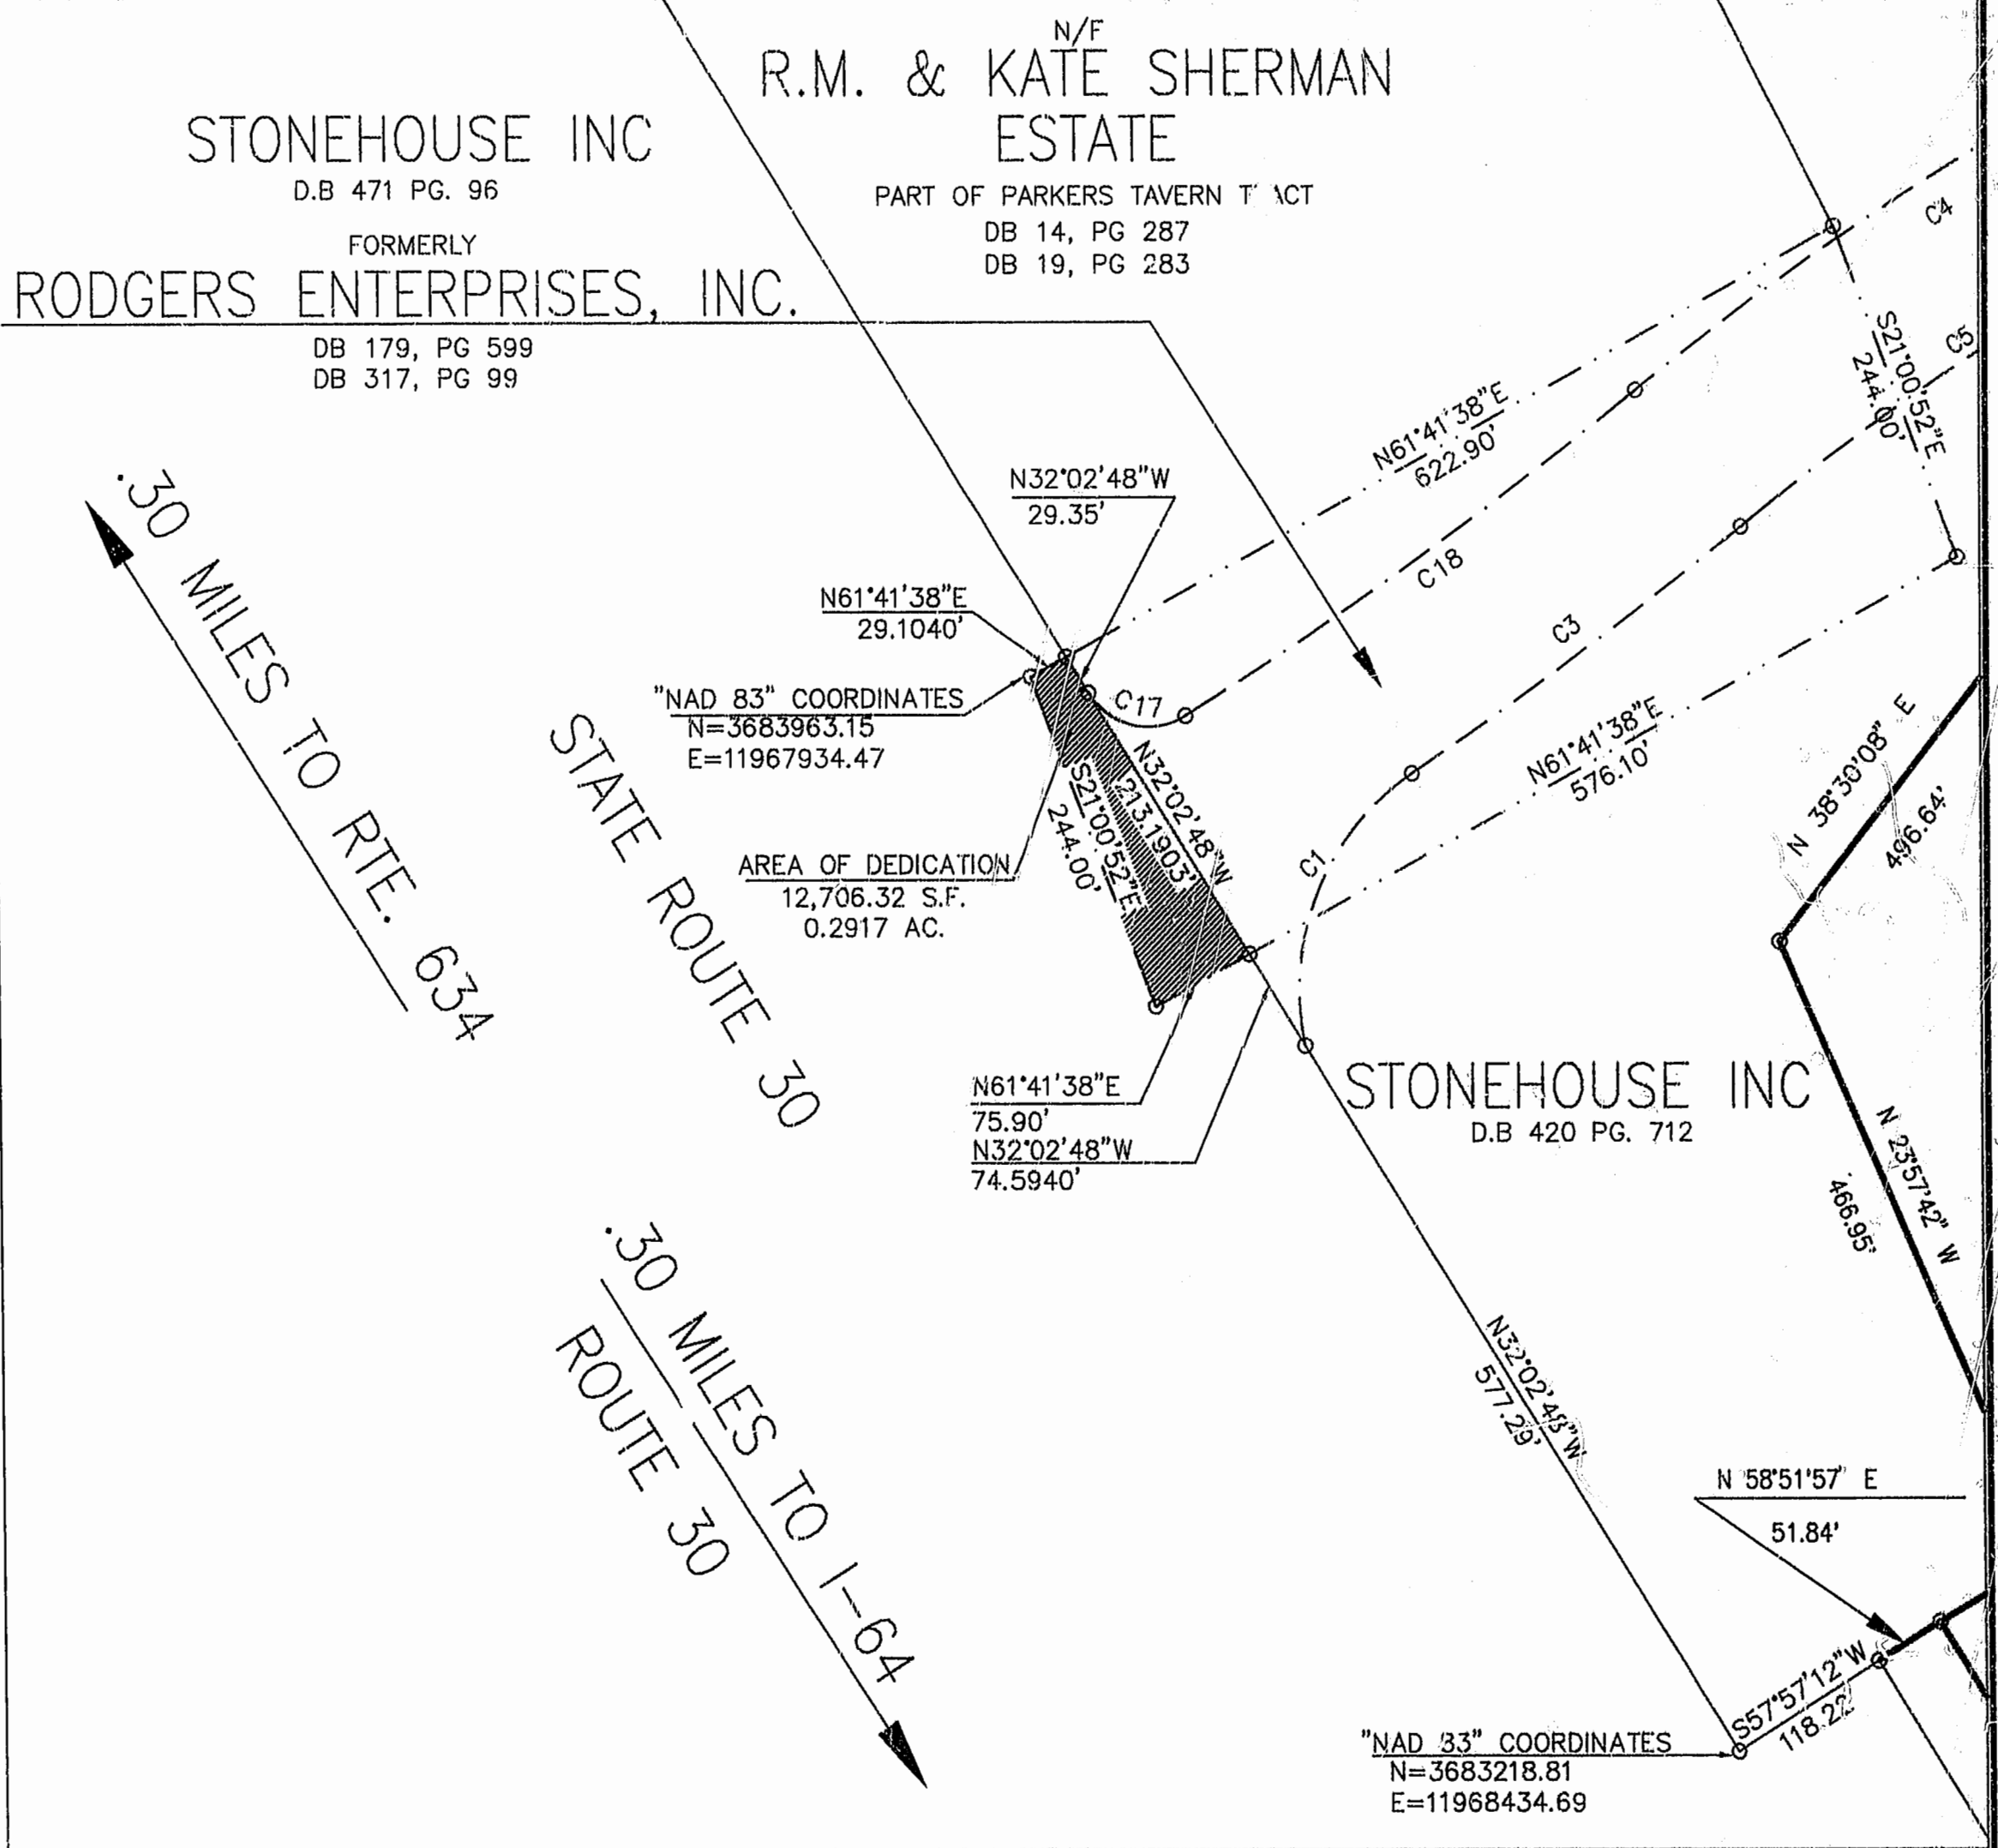 N/F
R.M. & KATE SHERMAN
ESTATE
PART OF PARKERS TAVERN
DB 14, PG 287
DB 19, PG 283
STONEHOUSE INC
D.B 471 PG. 96
FORMERLY
RODGERS ENTERPRISES, INC.
DB 179, PG 599
DB 317, PG 99
C4
C5
S21°00'52"E
244.00'
N61°41'38"E
622.90'
C18
C3
N32°02'48"W
29.35'
N61°41'38"E
29.1040'
"NAD 83" COORDINATES
N=3683963.15
E=11967934.47
C17
N32°02'48"W
213.1903'
S21°00'52"E
244.00'
AREA OF DEDICATION
12,706.32 S.F.
0.2917 AC.
C1
N61°41'38"E
576.10'
N 38°30'08" E
496.64'
.30 MILES TO RTE. 634
STATE ROUTE 30
N61°41'38"E
75.90'
N32°02'48"W
74.5940'
STONEHOUSE INC
D.B 420 PG. 712
N 23°57'42" W
466.95'
.30 MILES TO I-64
ROUTE 30
N32°02'48"W
577.29'
N 58°51'57" E
51.84'
S57°57'12"W
118.22'
"NAD 83" COORDINATES
N=3683218.81
E=11968434.69